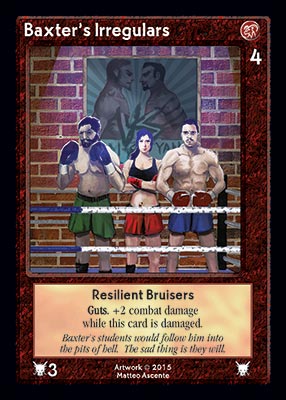 Baxter's Irregulars
4
Resilient Bruisers
Guts. +2 combat damage
while this card is damaged.
Baxter's students would follow him into
the pits of hell. The sad thing is they will.
3
Artwork © 2015
Matteo Ascente